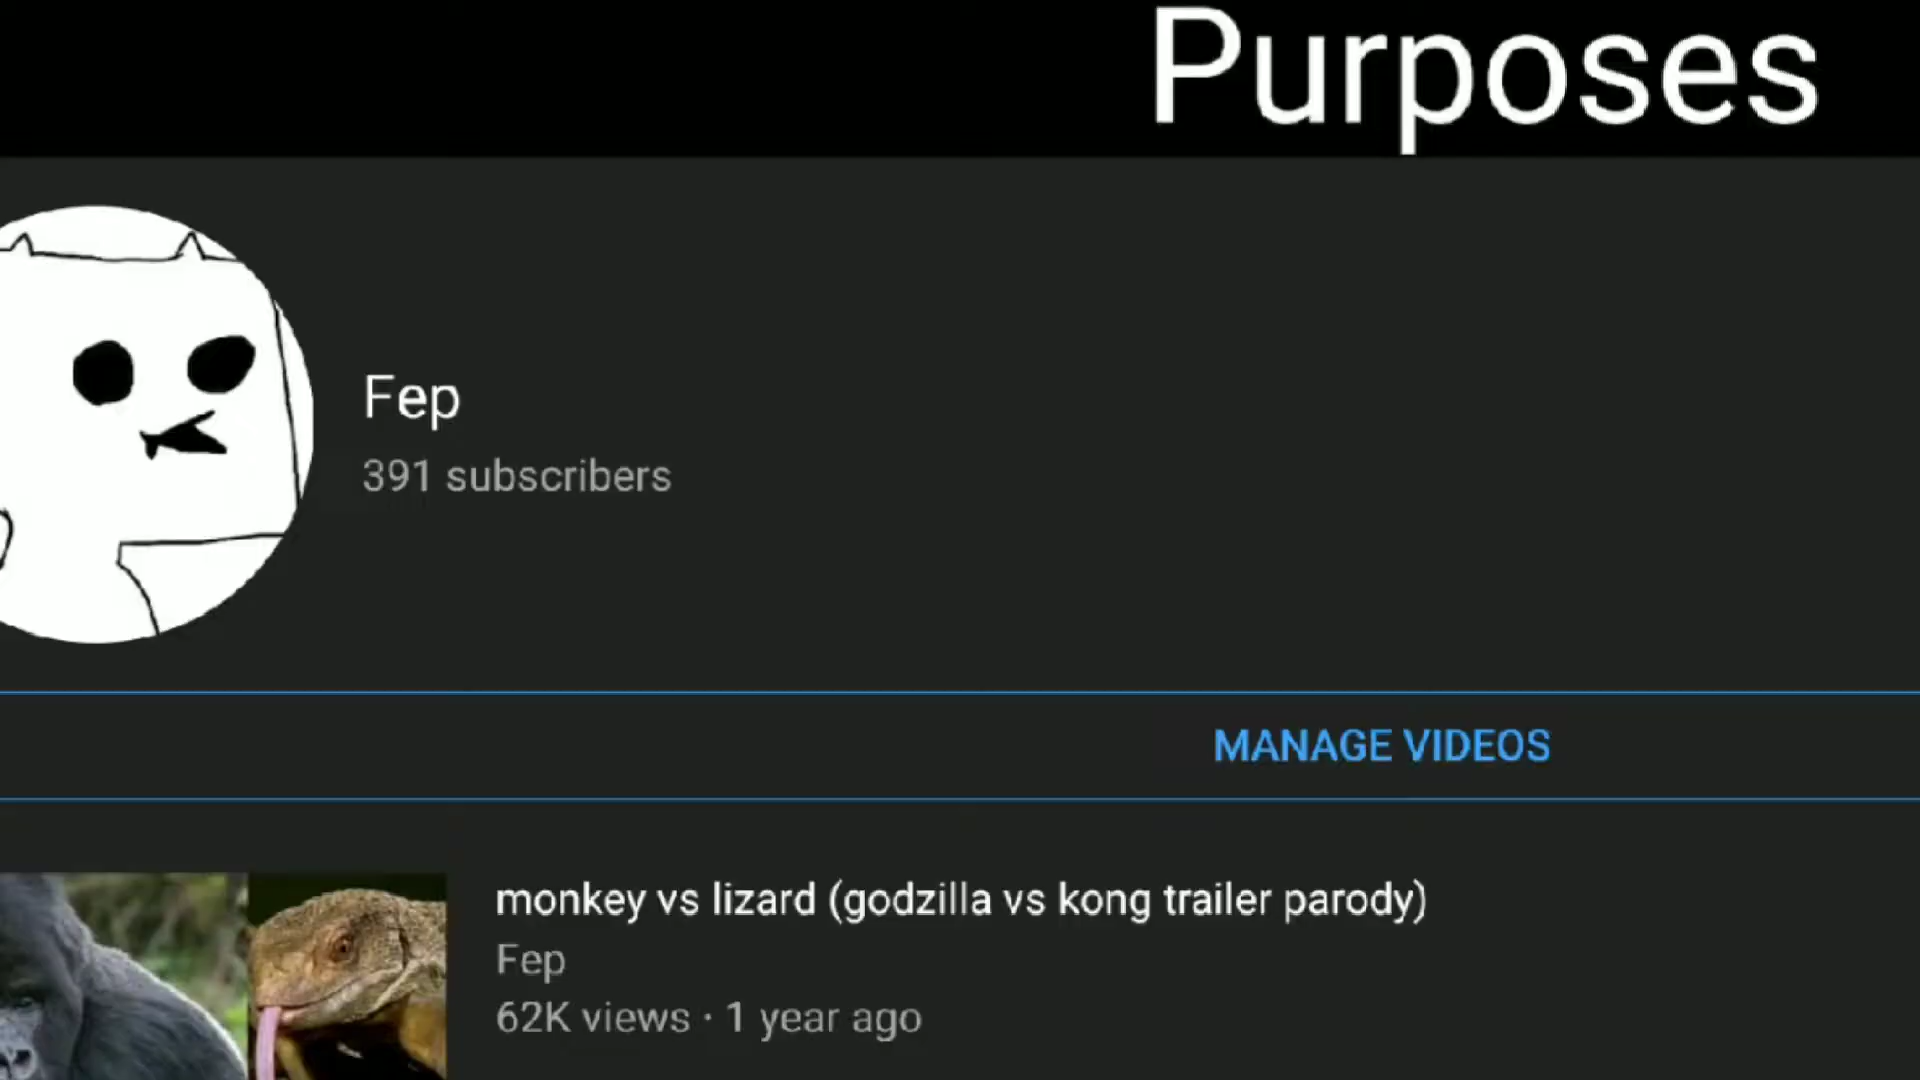 Purposes
Fep
391 subscribers
MANAGE VIDEOS
monkey vs lizard (godzilla vs kong trailer parody)
Fep
62K views · 1 year ago